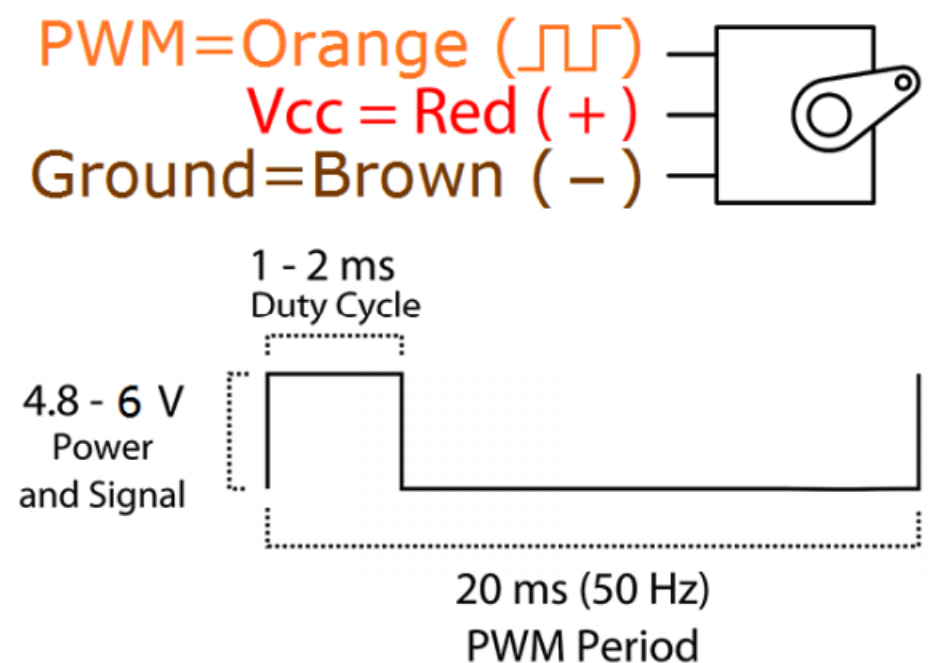 PWM=Orange (⎍⎍)
Vcc = Red ( + )
Ground=Brown ( – )
1 - 2 ms
Duty Cycle
4.8 - 6 V
Power
and Signal
20 ms (50 Hz)
PWM Period